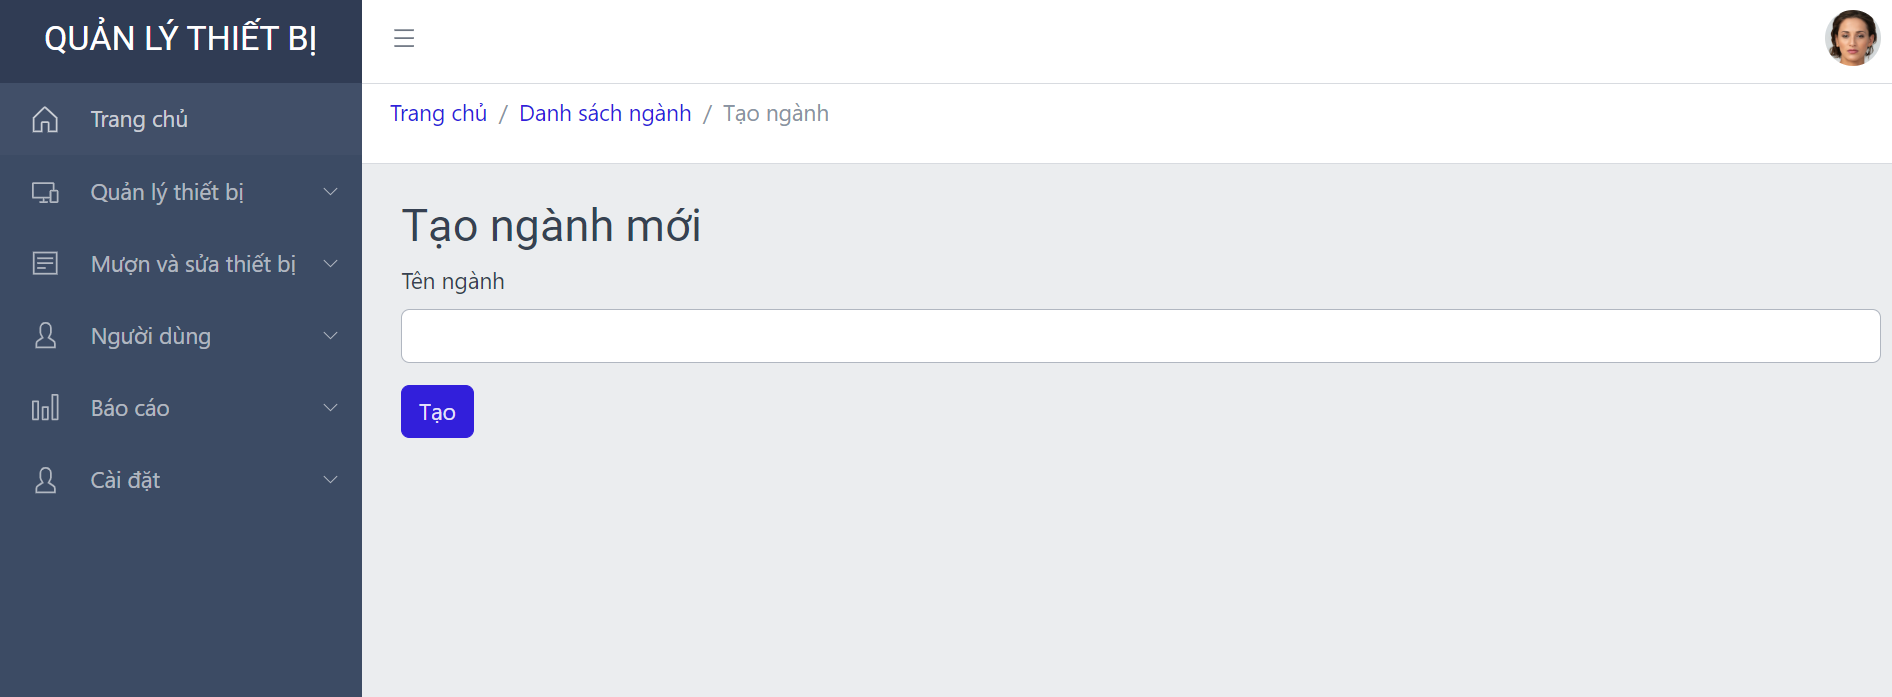 QUẢN LÝ THIẾT BỊ
Trang chủ
Quản lý thiết bị
Mượn và sửa thiết bị
Người dùng
Báo cáo
Cài đặt
Trang chủ / Danh sách ngành / Tạo ngành
Tạo ngành mới
Tên ngành
Tạo